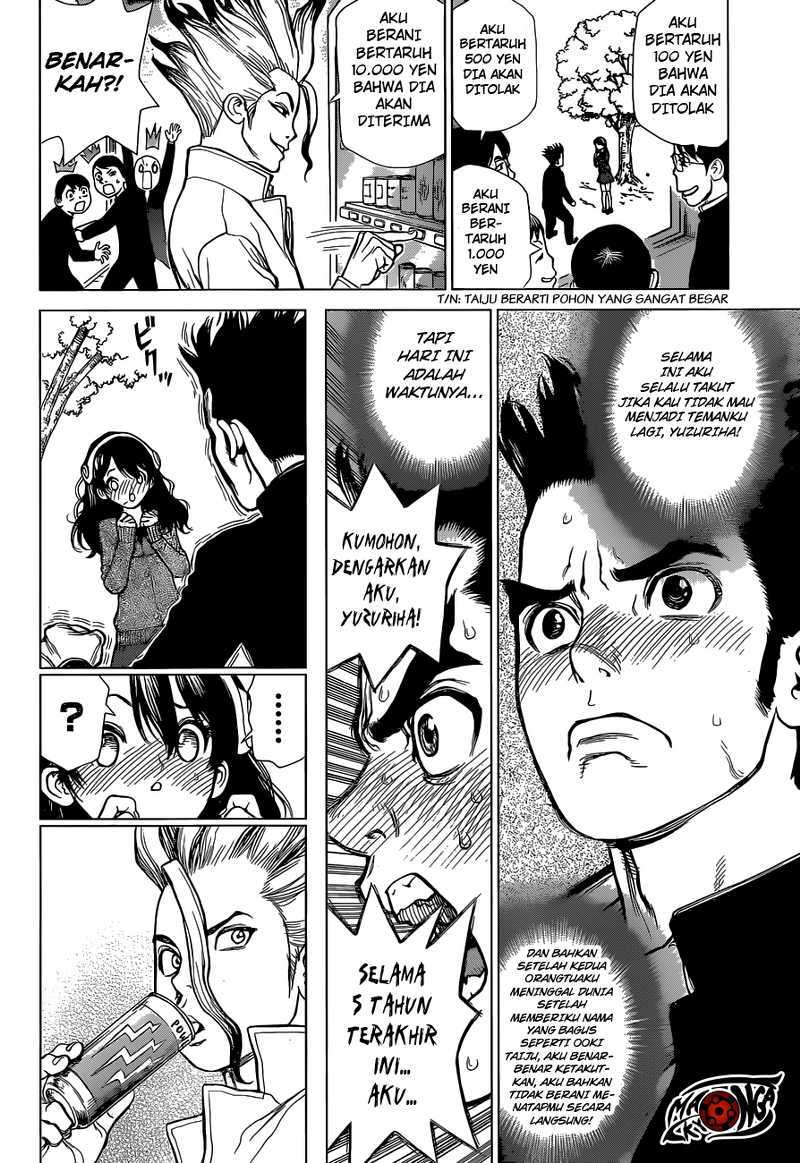 AKU
BERTARUH
100 YEN
BAHWA DIA
AKAN
DITOLAK
AKU
BERTARUH
500 YEN
DIA AKAN
DITOLAK
AKU
BERANI
BER-
TARUH
1.000
YEN
AKU
BERANI
BERTARUH
10.000 YEN
BAHWA DIA
AKAN
DITERIMA
BENAR-
KAH?!
T/N: TAIJU BERARTI POHON YANG SANGAT BESAR
SELAMA
INI AKU
SELALU TAKUT
JIKA KAU TIDAK MAU
MENJADI TEMANKU
LAGI, YUZURIHA!
DAN BAHKAN
SETELAH KEDUA
ORANGTUAKU
MENINGGAL DUNIA
SETELAH
MEMBERIKU NAMA
YANG BAGUS
SEPERTI OOKI
TAIJU, AKU BENAR-
BENAR KETAKUT-
KAN, AKU BAHKAN
TIDAK BERANI ME-
NATAPMU SECARA
LANGSUNG!
TAPI
HARI INI
ADALAH
WAKTUNYA...
KUMOHON,
DENGARKAN
AKU,
YUZURIHA!
SELAMA
5 TAHUN
TERAKHIR
INI...
AKU...
ビクッ
......
?
POW
MANGA